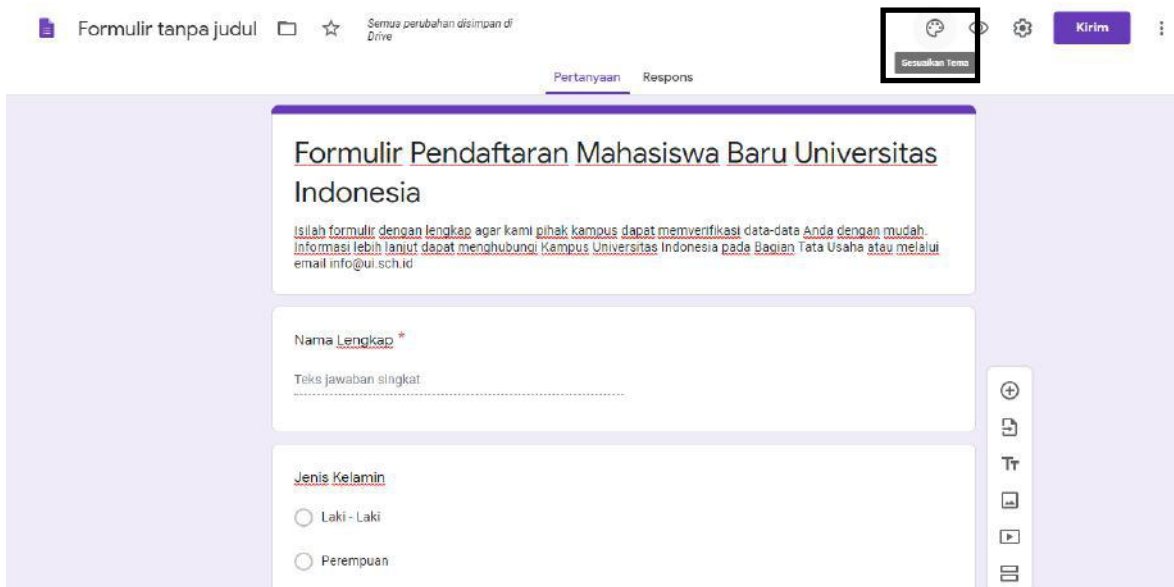 Formulir tanpa judul
Semua perubahan disimpan di
Drive
Kirim
Sesuaikan Tema
Pertanyaan Respons
Formulir Pendaftaran Mahasiswa Baru Universitas
Indonesia
Isilah formulir dengan lengkap agar kami pihak kampus dapat memverifikasi data-data Anda dengan mudah.
Informasi lebih lanjut dapat menghubungi Kampus Universitas Indonesia pada Bagian Tata Usaha atau melalui
email info@ui.sch.id
Nama Lengkap *
Teks jawaban singkat
Jenis Kelamin
Laki - Laki
Perempuan